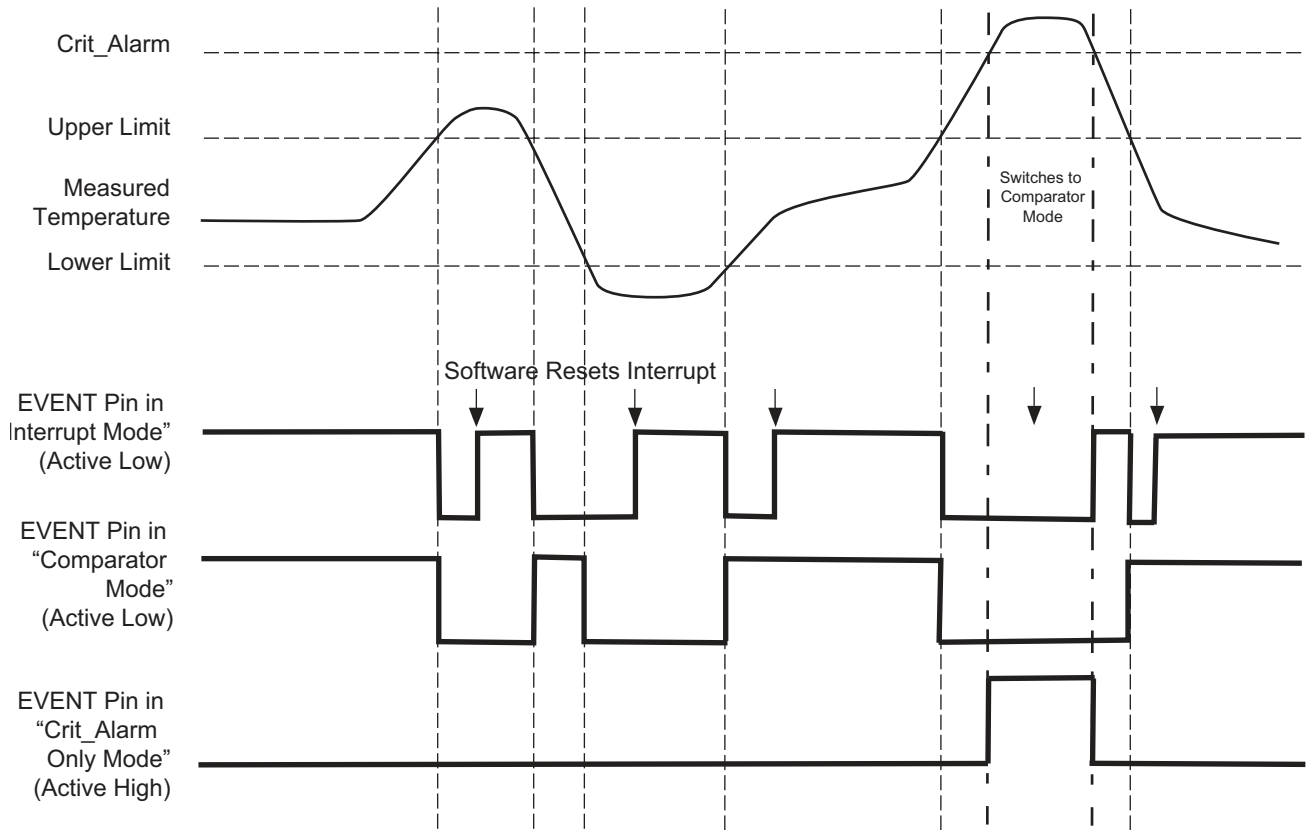 Crit_Alarm
Upper Limit
Measured
Temperature
Lower Limit
Switches to
Comparator
Mode
Software Resets Interrupt
EVENT Pin in
Interrupt Mode”
(Active Low)
EVENT Pin in
“Comparator
Mode”
(Active Low)
EVENT Pin in
“Crit_Alarm
Only Mode”
(Active High)